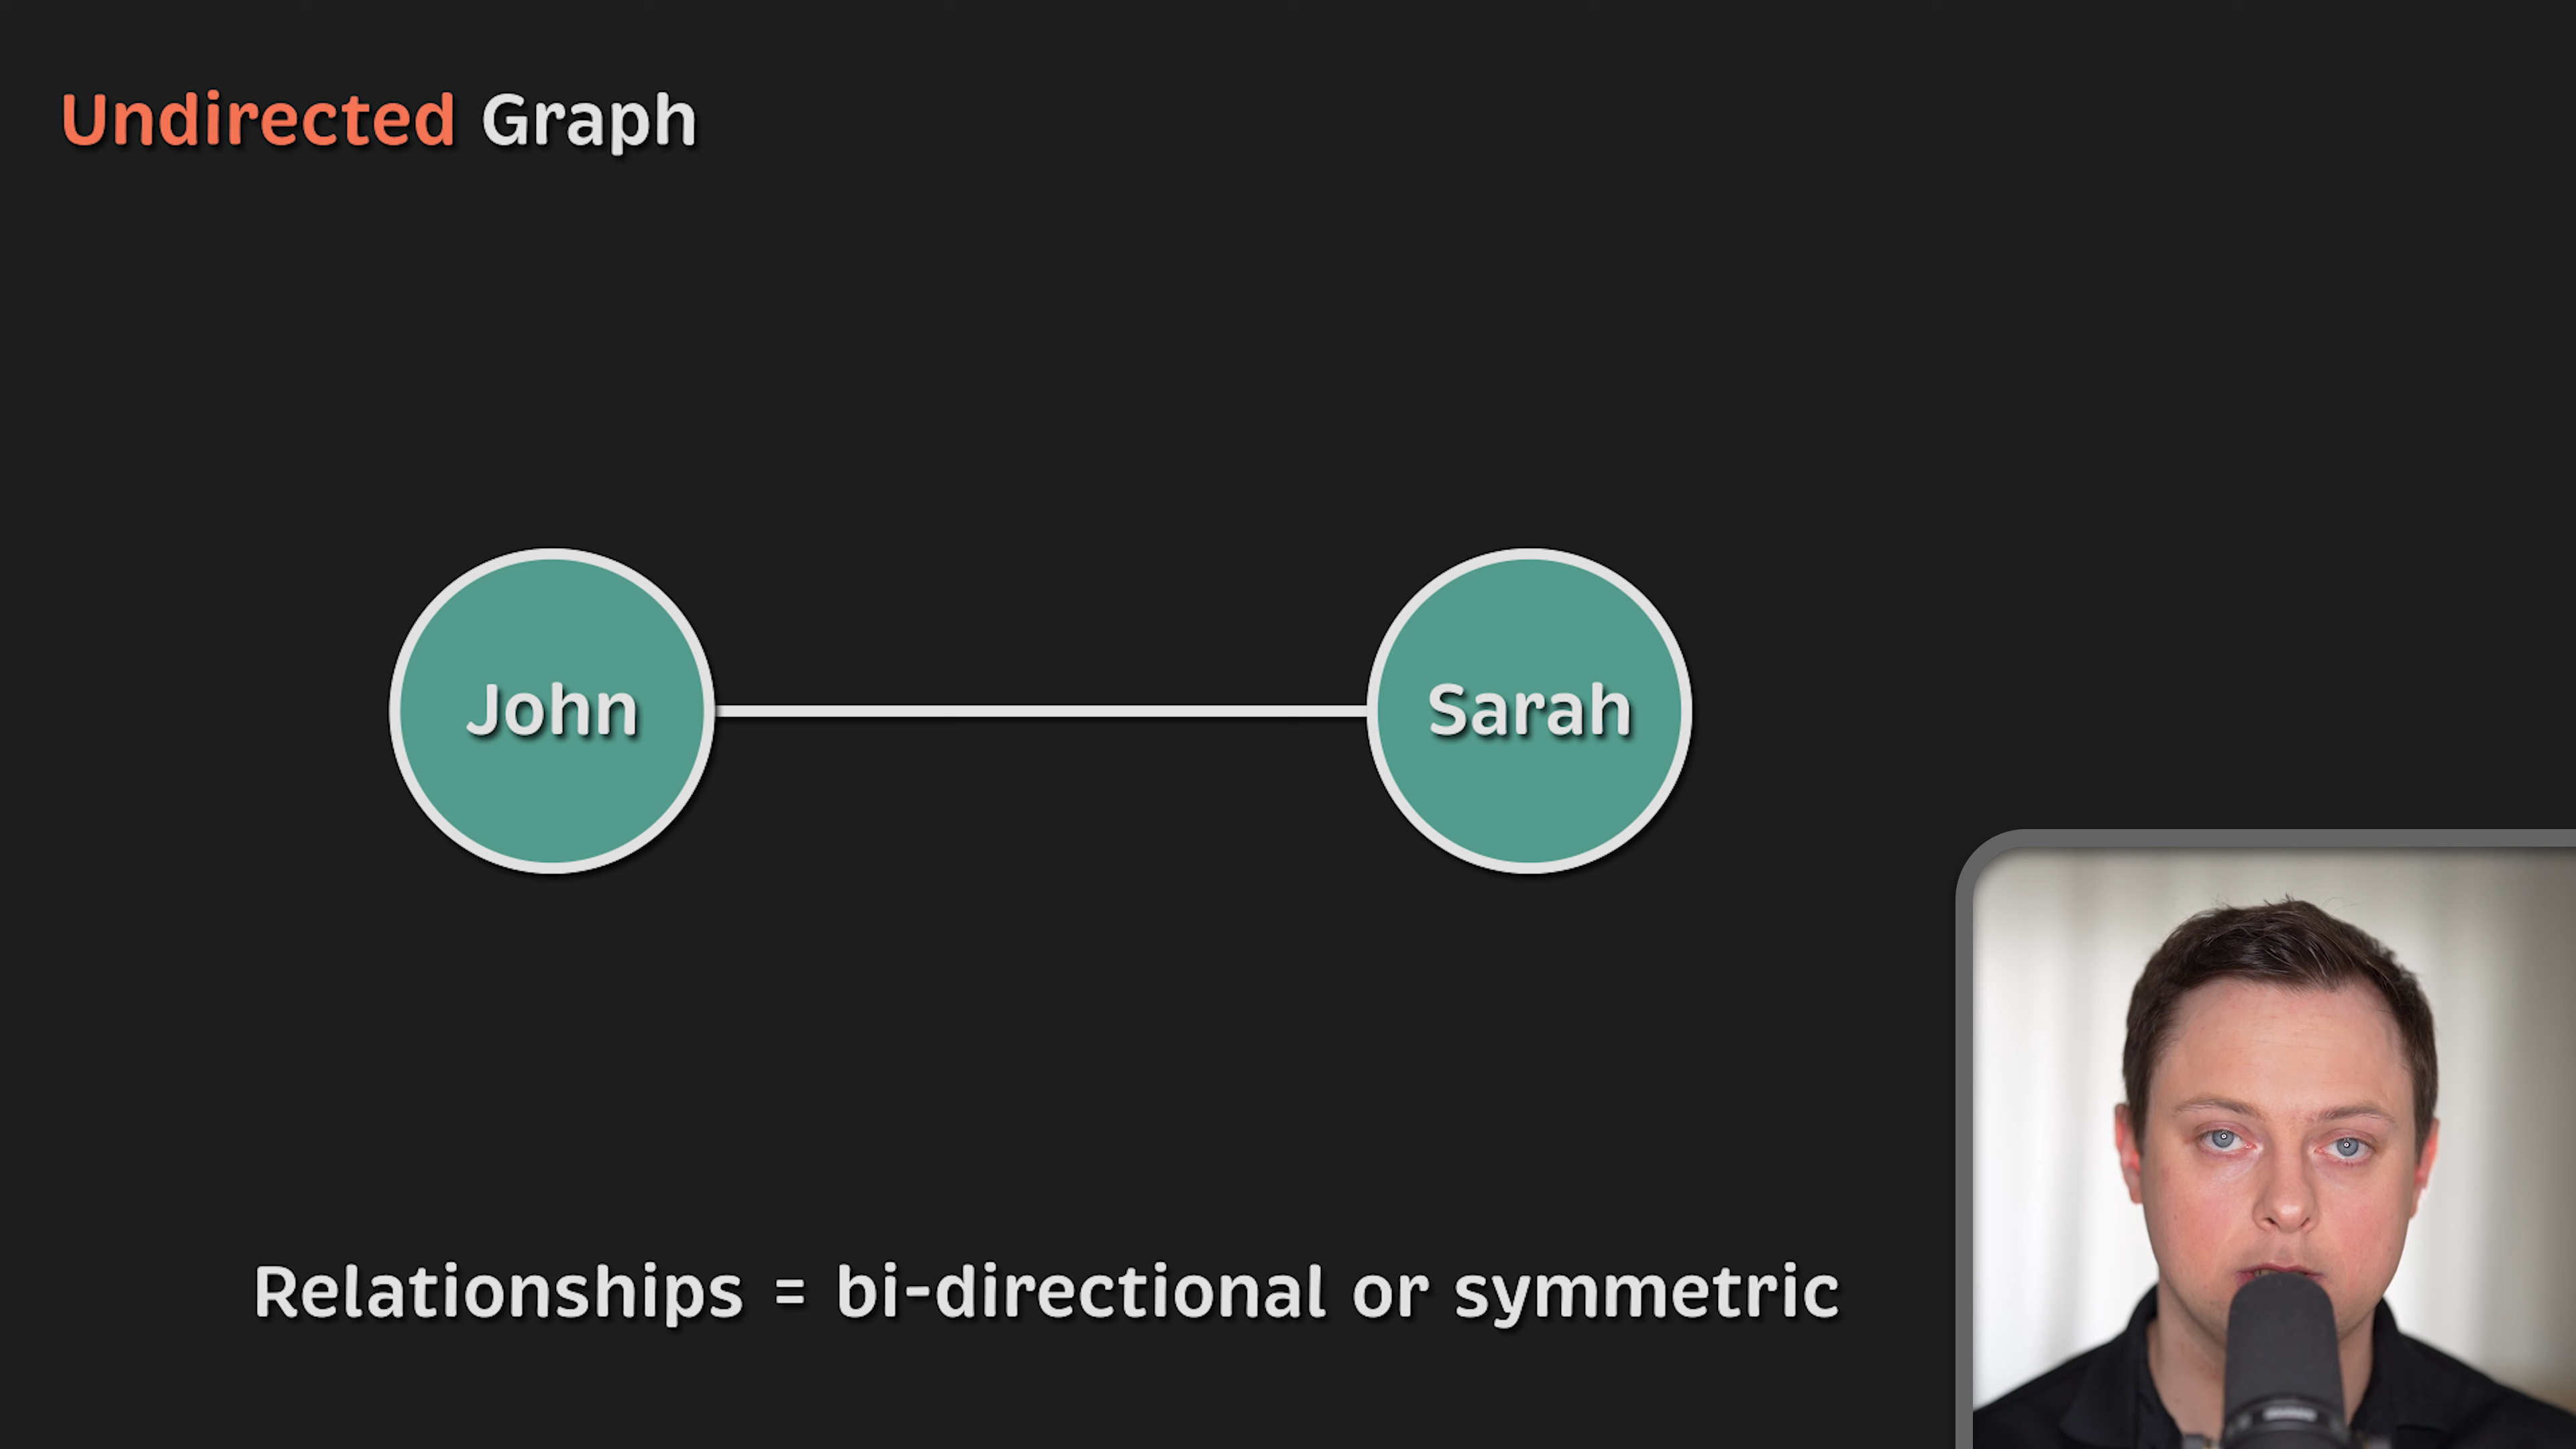 Undirected Graph
John
Sarah
Relationships = bi-directional or symmetric